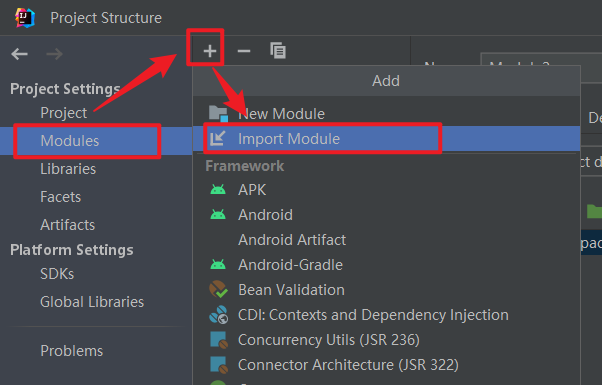 Project Structure
Project Settings
Project
Modules
Libraries
Facets
Artifacts
Platform Settings
SDKs
Global Libraries
Problems
Add
New Module
Import Module
Framework
APK
Android
Android Artifact
Android-Gradle
Bean Validation
CDI: Contexts and Dependency Injection
Concurrency Utils (JSR 236)
Connector Architecture (JSR 322)
De